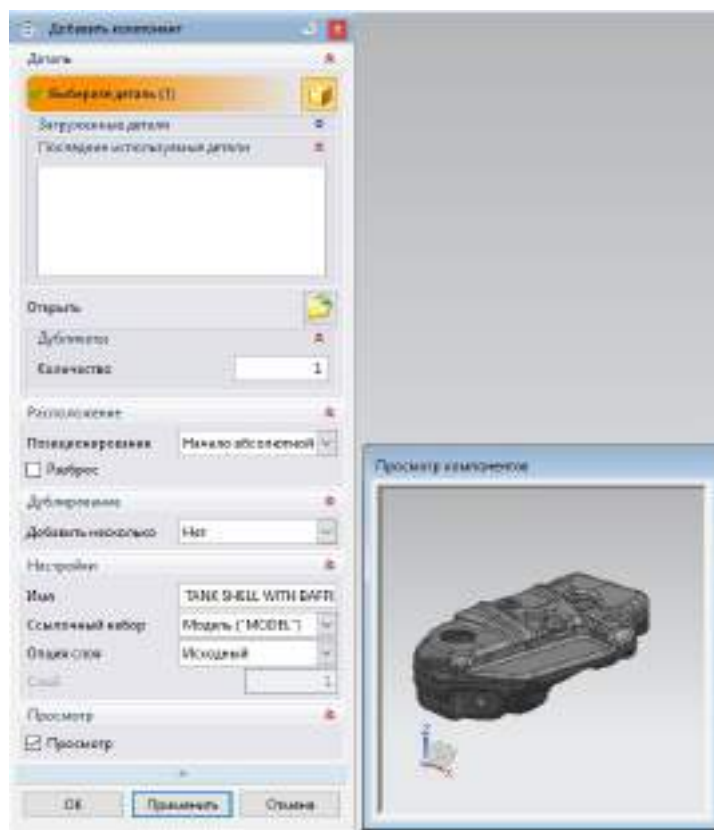 Добавить компонент
Деталь
Выберите деталь (1)
Загруженные детали
Последние используемые детали
Открыть
Дубликаты
Количество 1
Расположение
Позиционирование Начало абсолютной
Разброс
Дублирование
Добавить несколько Нет
Настройки
Имя TANK SHELL WITH BAFFL
Ссылочный набор Модель ("MODEL")
Опции слоя Исходный
Слой 1
Просмотр
Просмотр
OK Применить Отмена
Просмотр компонентов